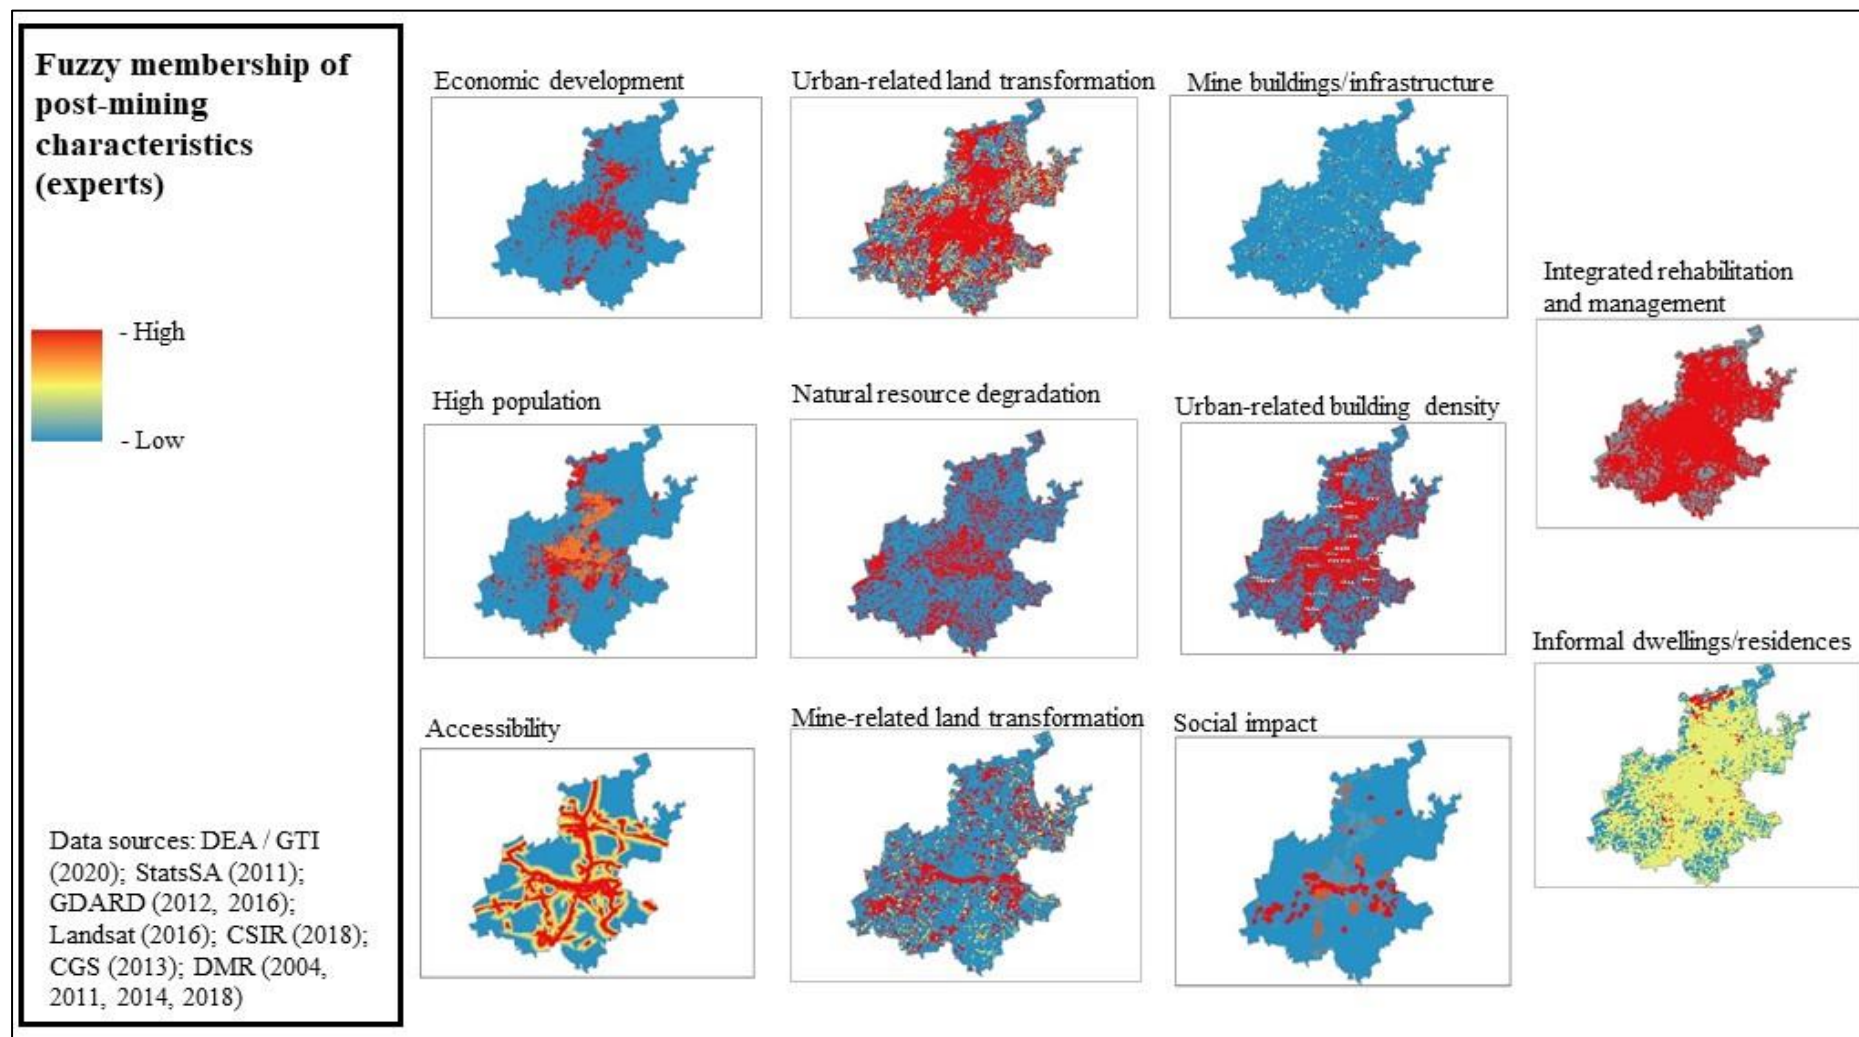 Fuzzy membership of
post-mining
characteristics
(experts)
- High
- Low
Data sources: DEA / GTI
(2020); StatsSA (2011);
GDARD (2012, 2016);
Landsat (2016); CSIR (2018);
CGS (2013); DMR (2004,
2011, 2014, 2018)
Economic development
Urban-related land transformation
Mine buildings/infrastructure
High population
Natural resource degradation
Urban-related building density
Accessibility
Mine-related land transformation
Social impact
Integrated rehabilitation
and management
Informal dwellings/residences